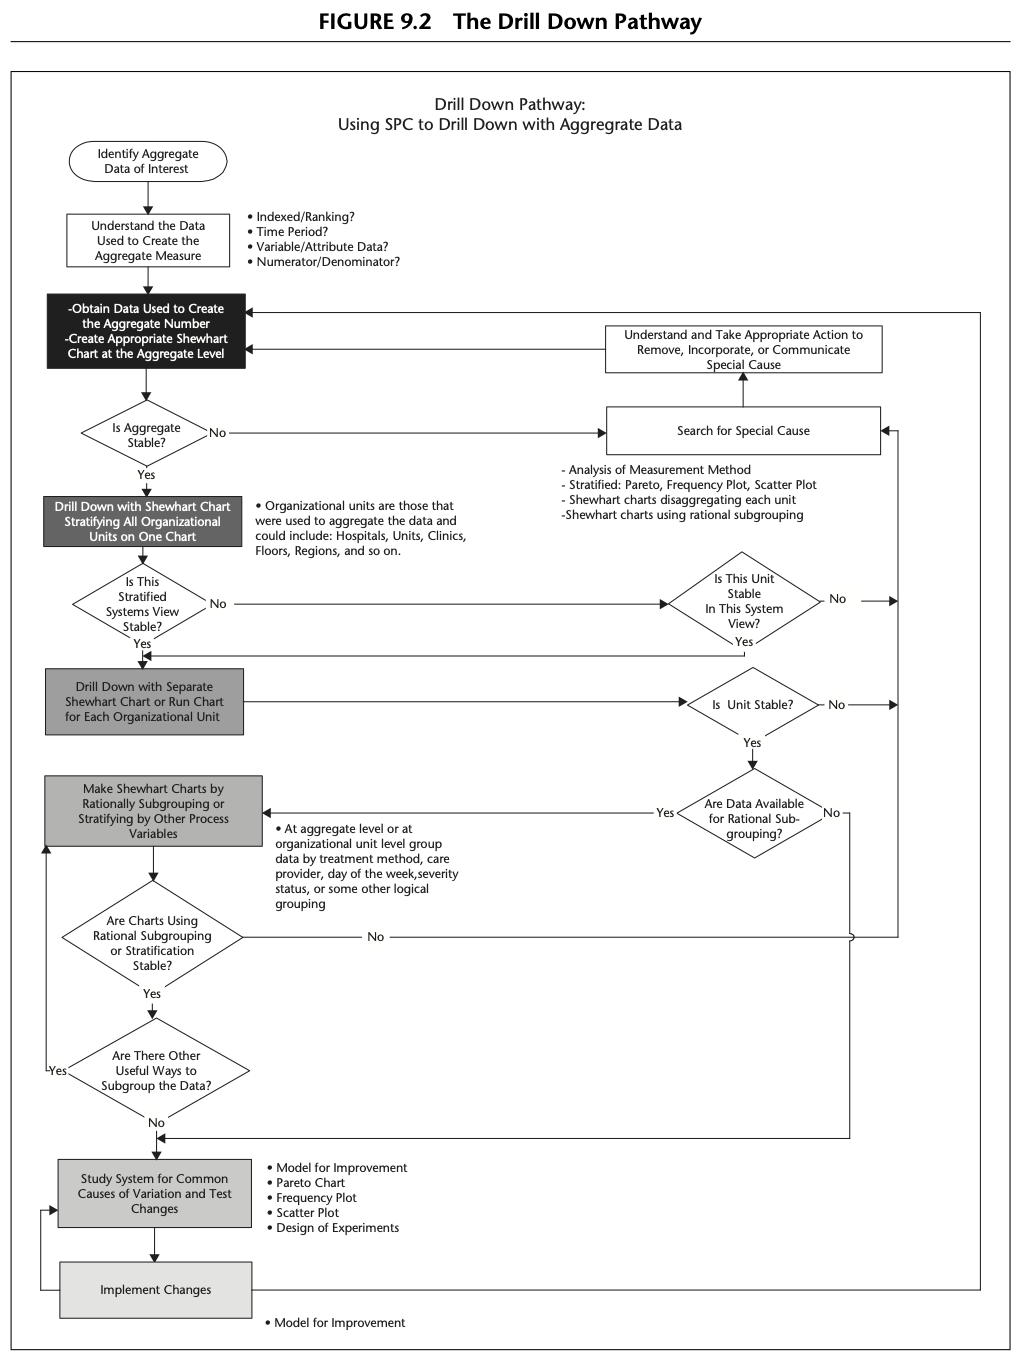 FIGURE 9.2 The Drill Down Pathway
Drill Down Pathway:
Using SPC to Drill Down with Aggregrate Data
Identify Aggregate
Data of Interest
Understand the Data
Used to Create the
Aggregate Measure
• Indexed/Ranking?
• Time Period?
• Variable/Attribute Data?
• Numerator/Denominator?
-Obtain Data Used to Create
the Aggregate Number
-Create Appropriate Shewhart
Chart at the Aggregate Level
Understand and Take Appropriate Action to
Remove, Incorporate, or Communicate
Special Cause
Is Aggregate
Stable?
No
Yes
Search for Special Cause
- Analysis of Measurement Method
- Stratified: Pareto, Frequency Plot, Scatter Plot
- Shewhart charts disaggregating each unit
-Shewhart charts using rational subgrouping
Drill Down with Shewhart Chart
Stratifying All Organizational
Units on One Chart
• Organizational units are those that
were used to aggregate the data and
could include: Hospitals, Units, Clinics,
Floors, Regions, and so on.
Is This
Stratified
Systems View
Stable?
No
Yes
Is This Unit
Stable
In This System
View?
No
Yes
Drill Down with Separate
Shewhart Chart or Run Chart
for Each Organizational Unit
Is Unit Stable?
No
Yes
Are Data Available
for Rational Sub-
grouping?
Yes
No
Make Shewhart Charts by
Rationally Subgrouping or
Stratifying by Other Process
Variables
• At aggregate level or at
organizational unit level group
data by treatment method, care
provider, day of the week,severity
status, or some other logical
grouping
Are Charts Using
Rational Subgrouping
or Stratification
Stable?
No
Yes
Are There Other
Useful Ways to
Subgroup the Data?
Yes
No
Study System for Common
Causes of Variation and Test
Changes
• Model for Improvement
• Pareto Chart
• Frequency Plot
• Scatter Plot
• Design of Experiments
Implement Changes
• Model for Improvement